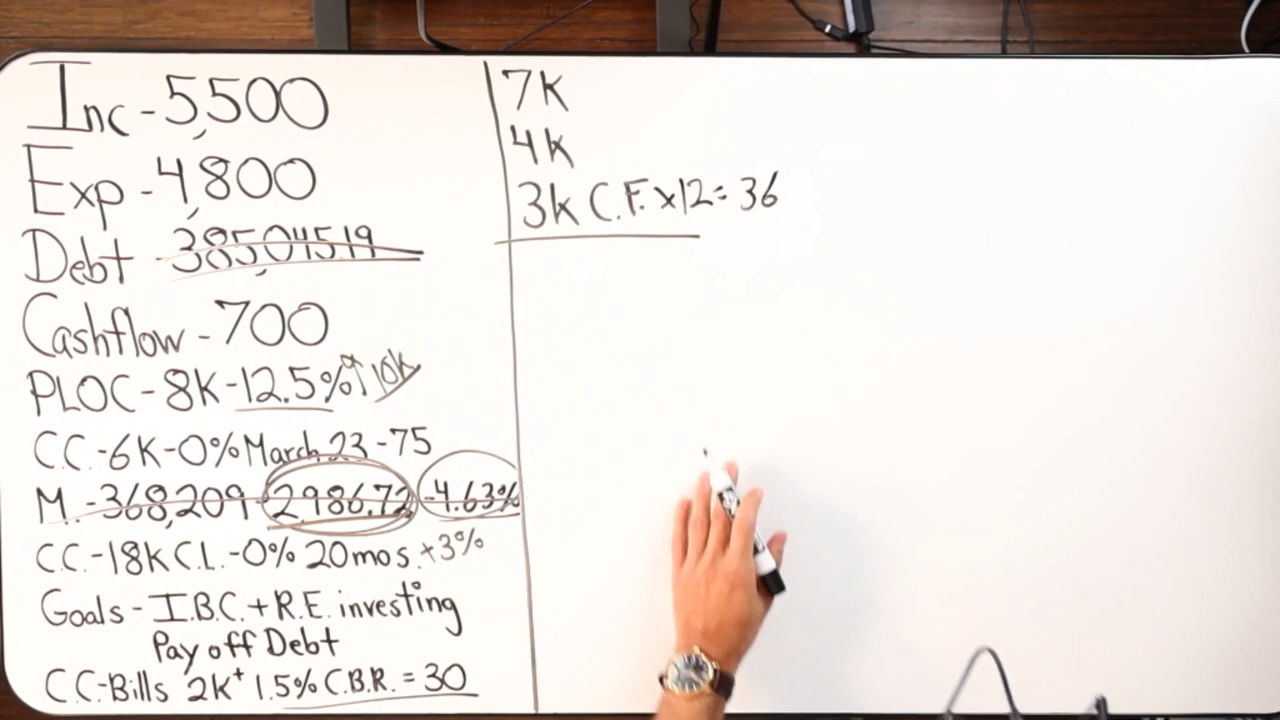 Inc - 5,500
Exp - 4,800
Debt - 385,045.19
Cashflow - 700
PLOC - 8K - 12.5% ↑ 10K
C.C. - 6K - 0% March 23 - 75
M. - 368,209 - 2,986.72 - 4.63%
C.C. - 18K C.L. - 0% 20 mos. + 3%
Goals - I.B.C. + R.E. investing
Pay off Debt
C.C.-Bills 2K+ 1.5% C.B.R. = 30
7K
4K
3K C.F. x12 = 36